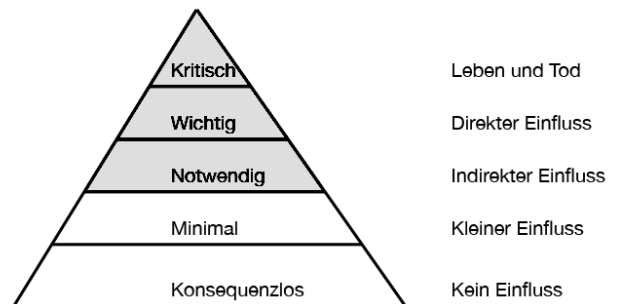 Kritisch Leben und Tod
Wichtig Direkter Einfluss
Notwendig Indirekter Einfluss
Minimal Kleiner Einfluss
Konsequenzlos Kein Einfluss